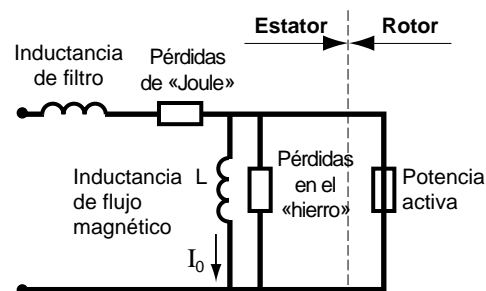 Estator
Rotor
Inductancia
de filtro
Pérdidas
de «Joule»
Inductancia
de flujo
magnético
L
I0
Pérdidas
en el
«hierro»
Potencia
activa